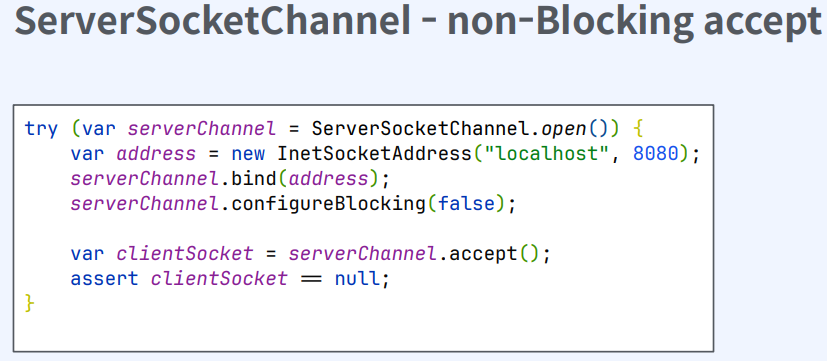 ServerSocketChannel - non-Blocking accept
try (var serverChannel = ServerSocketChannel.open()) {
    var address = new InetSocketAddress("localhost", 8080);
    serverChannel.bind(address);
    serverChannel.configureBlocking(false);

    var clientSocket = serverChannel.accept();
    assert clientSocket == null;
}